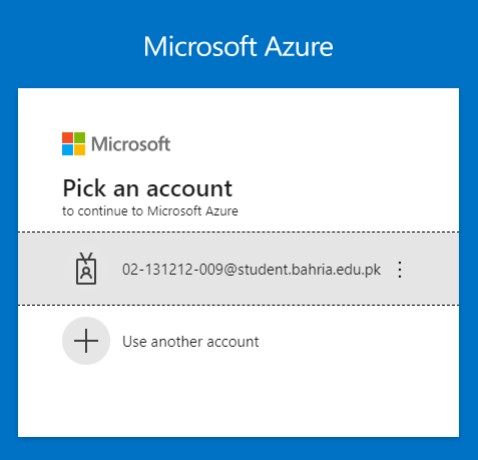 Microsoft Azure
Microsoft
Pick an account
to continue to Microsoft Azure
02-131212-009@student.bahria.edu.pk
Use another account